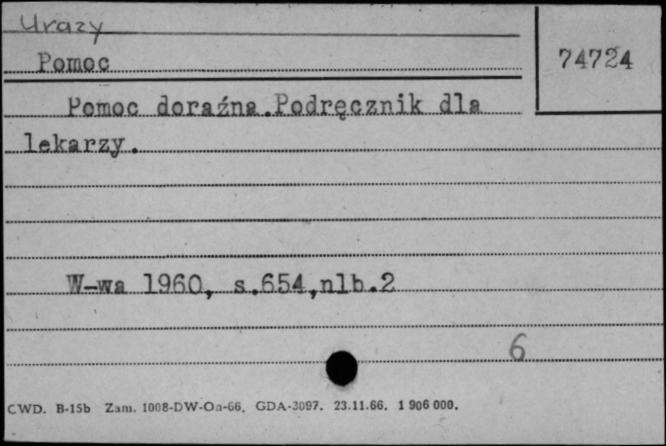 Urazy
Pomoc
74724
Pomoc doraźna.Podręcznik dla
lekarzy.
W-wa 1960, s.654,nlb.2
6
CWD. B-15b Zam. 1008-DW-Oa-66. GDA-3097. 23.11.66. 1 906 000.